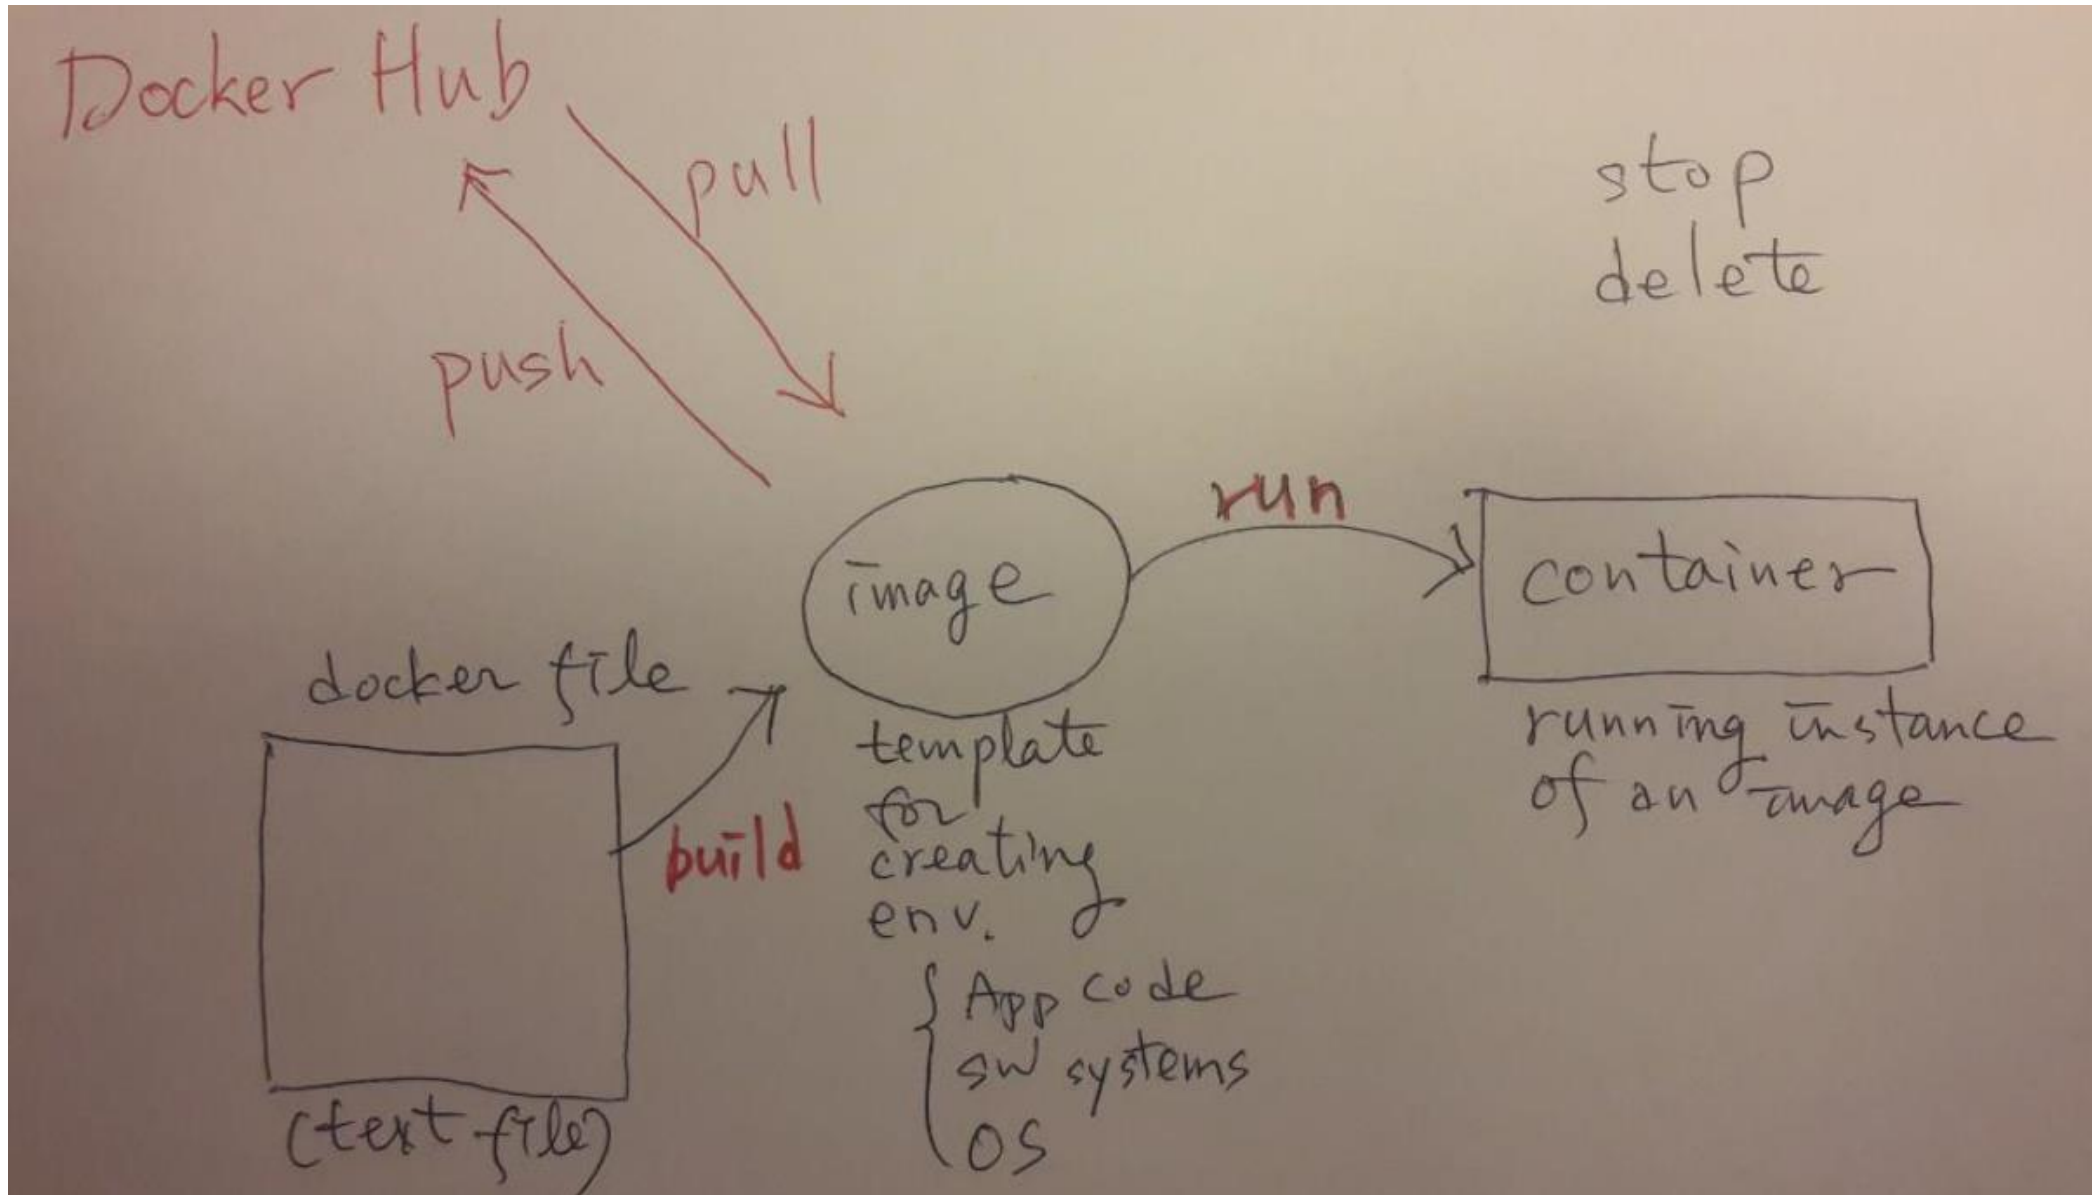 Docker Hub
pull
push
stop
delete
image
run
container
docker file
build
(text file)
template
for
creating
env.
App code
sw systems
OS
running instance
of an image